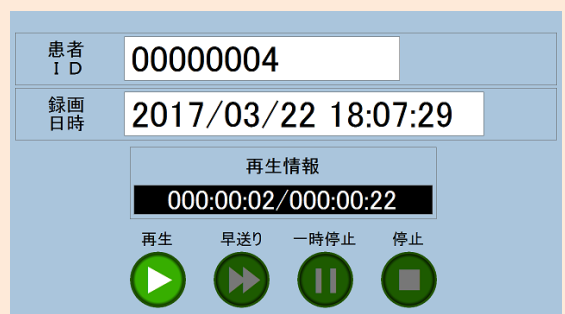 患者
ＩＤ
00000004
録画
日時
2017/03/22 18:07:29
再生情報
000:00:02/000:00:22
再生 早送り 一時停止 停止